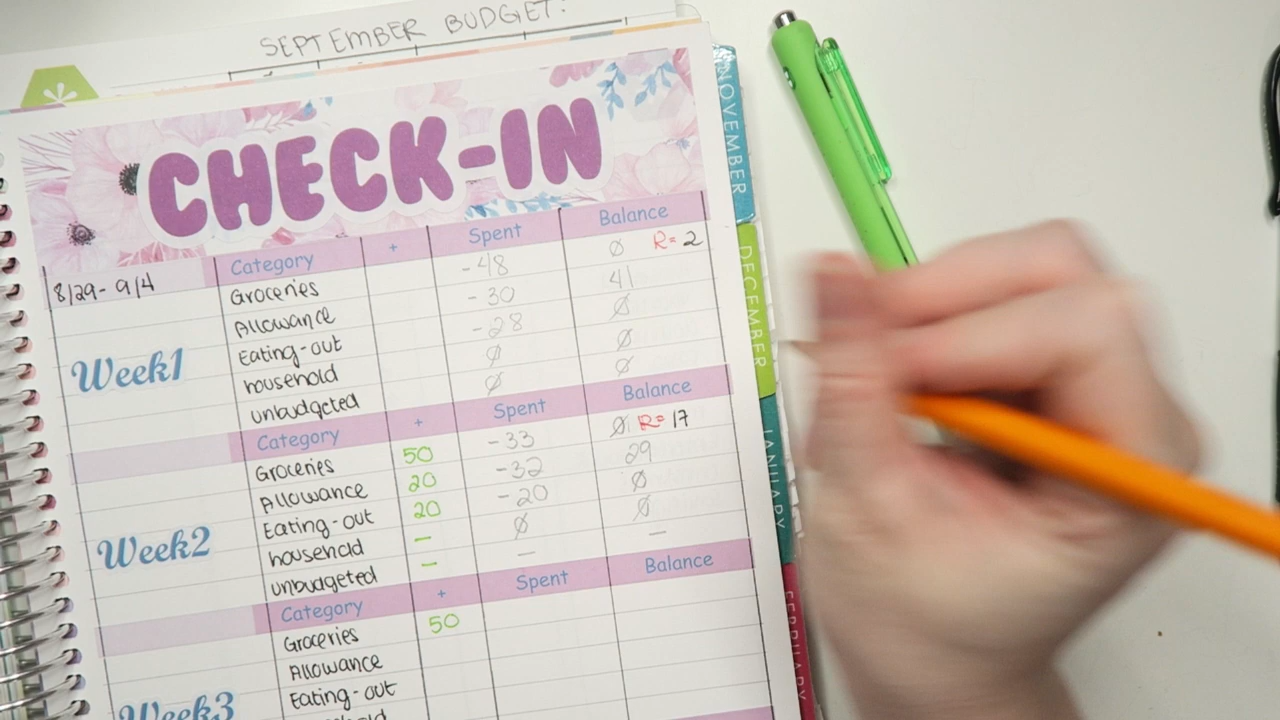 SEPTEMBER BUDGET:
CHECK-IN
8/29-9/4 Category + Spent Balance
Groceries -48 Ø R=2
Allowance -30 41
Week1 Eating-out -28 Ø
household Ø Ø
unbudgeted Ø Ø
Category + Spent Balance
Groceries 50 -33 Ø R=17
Allowance 20 -32 29
Week2 Eating-out 20 -20 Ø
household – Ø Ø
unbudgeted – — —
Category + Spent Balance
Groceries 50
Allowance
Week3 Eating-out
NOVEMBER
DECEMBER
JANUARY
FEBRUARY